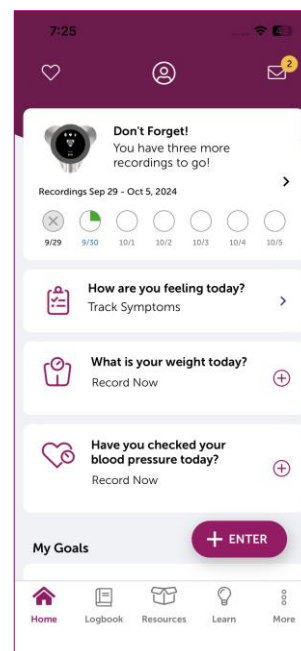 7:25
2
Don't Forget!
You have three more
recordings to go!
Recordings Sep 29 - Oct 5, 2024
9/29 9/30 10/1 10/2 10/3 10/4 10/5
How are you feeling today?
Track Symptoms
What is your weight today?
Record Now
Have you checked your
blood pressure today?
Record Now
+ ENTER
My Goals
Home Logbook Resources Learn More